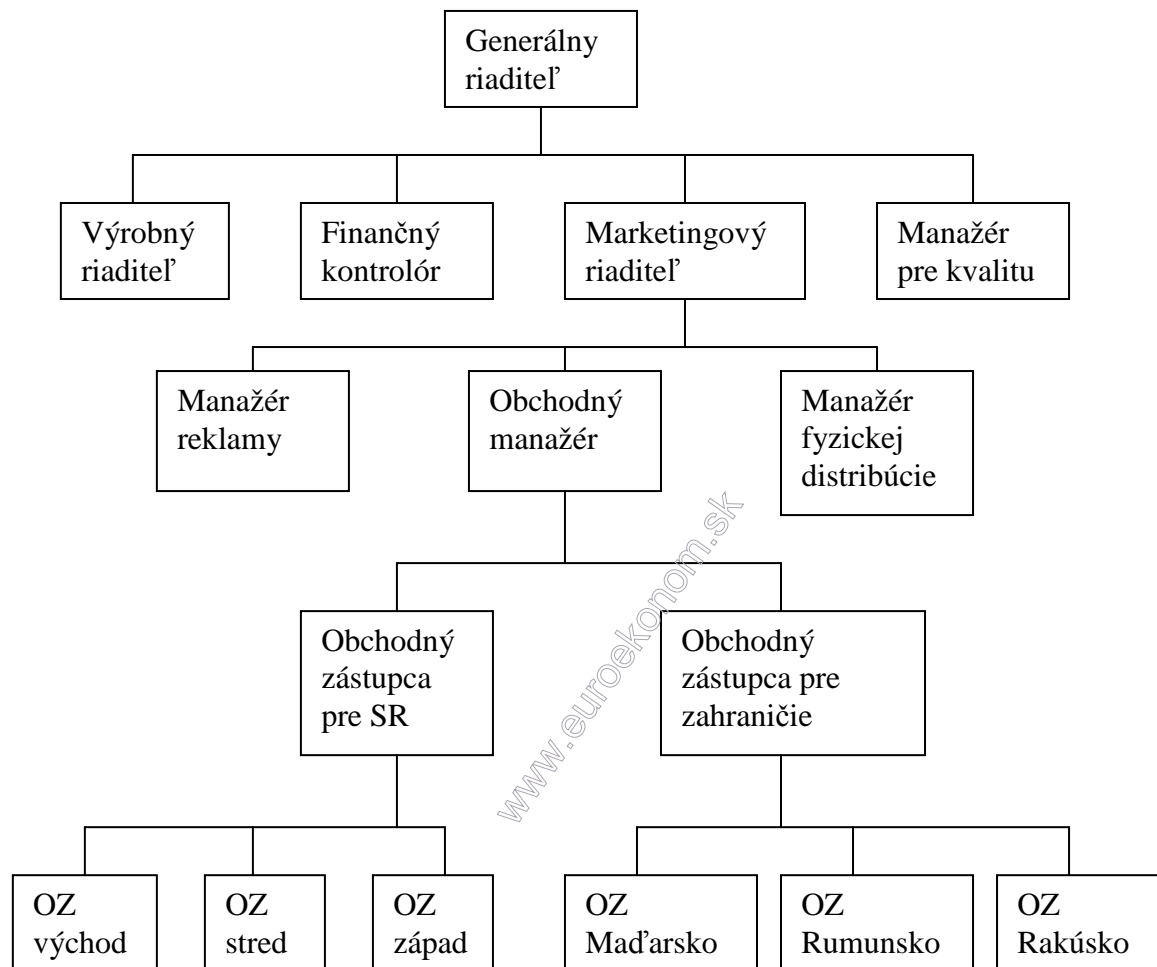 Generálny
riaditeľ
Výrobný
riaditeľ
Finančný
kontrolór
Marketingový
riaditeľ
Manažér
pre kvalitu
Manažér
reklamy
Obchodný
manažér
Manažér
fyzickej
distribúcie
www.euroekonom.sk
Obchodný
zástupca
pre SR
Obchodný
zástupca pre
zahraničie
OZ
východ
OZ
stred
OZ
západ
OZ
Maďarsko
OZ
Rumunsko
OZ
Rakúsko